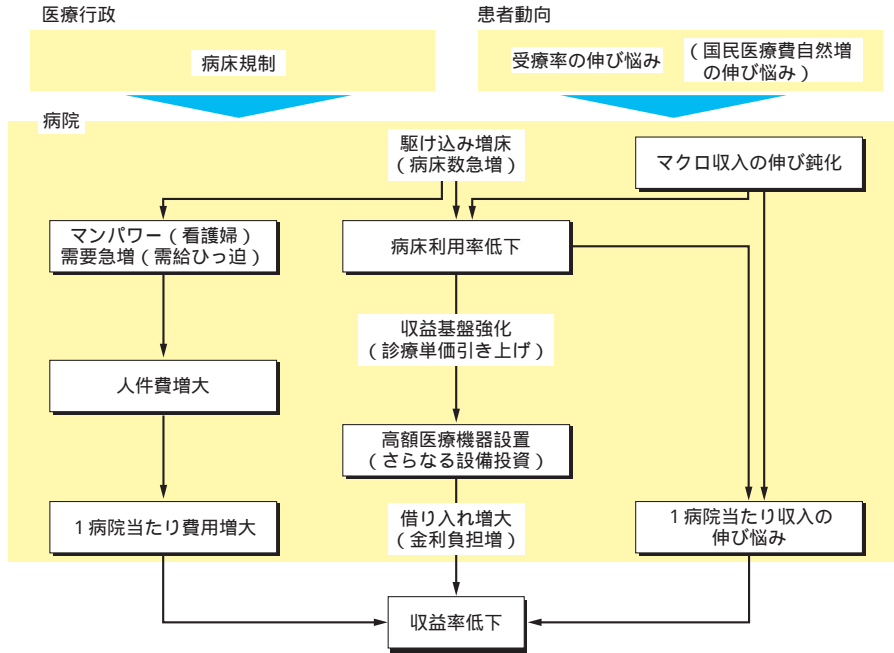 医療行政
患者動向
病床規制
受療率の伸び悩み
（国民医療費自然増
の伸び悩み）
病院
駆け込み増床
（病床数急増）
マクロ収入の伸び鈍化
マンパワー（看護婦）
需要急増（需給ひっ迫）
病床利用率低下
収益基盤強化
（診療単価引き上げ）
人件費増大
高額医療機器設置
（さらなる設備投資）
１病院当たり費用増大
借り入れ増大
（金利負担増）
１病院当たり収入の
伸び悩み
収益率低下